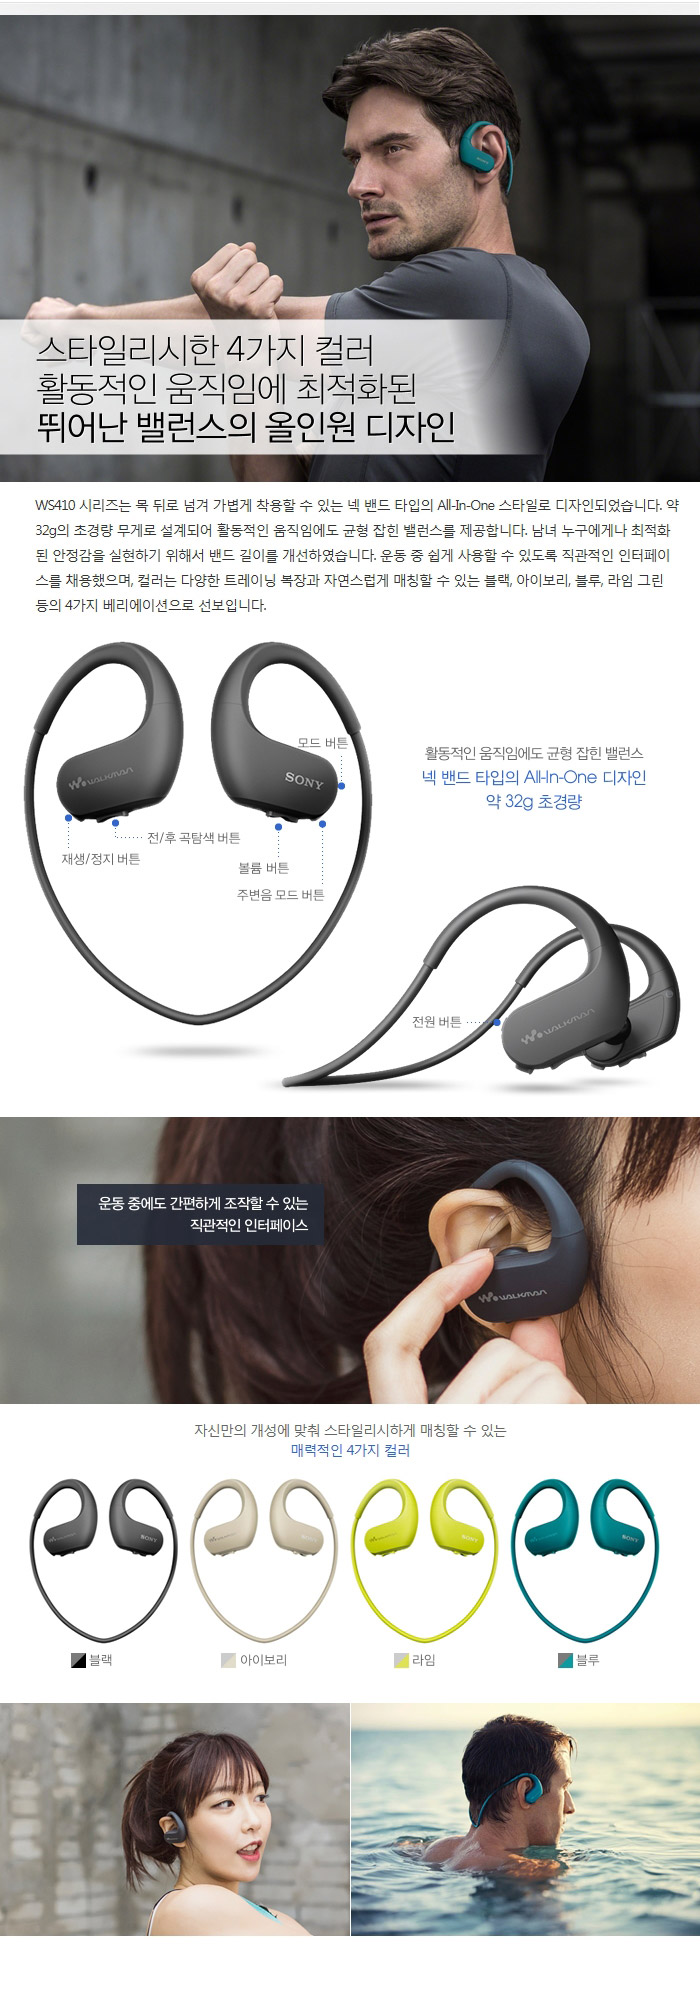 SONY
스타일리시한 4가지 컬러
활동적인 움직임에 최적화된
뛰어난 밸런스의 올인원 디자인
WS410 시리즈는 목 뒤로 넘겨 가볍게 착용할 수 있는 넥 밴드 타입의 All-In-One 스타일로 디자인되었습니다. 약
32g의 초경량 무게로 설계되어 활동적인 움직임에도 균형 잡힌 밸런스를 제공합니다. 남녀 누구에게나 최적화
된 안정감을 실현하기 위해서 밴드 길이를 개선하였습니다. 운동 중 쉽게 사용할 수 있도록 직관적인 인터페이
스를 채용했으며, 컬러는 다양한 트레이닝 복장과 자연스럽게 매칭할 수 있는 블랙, 아이보리, 블루, 라임 그린
등의 4가지 베리에이션으로 선보입니다.
모드 버튼
WALKMAN
SONY
전/후 곡탐색 버튼
재생/정지 버튼
볼륨 버튼
주변음 모드 버튼
활동적인 움직임에도 균형 잡힌 밸런스
넥 밴드 타입의 All-In-One 디자인
약 32g 초경량
전원 버튼
WALKMAN
운동 중에도 간편하게 조작할 수 있는
직관적인 인터페이스
WALKMAN
자신만의 개성에 맞춰 스타일리시하게 매칭할 수 있는
매력적인 4가지 컬러
WALKMAN SONY
WALKMAN SONY
WALKMAN SONY
WALKMAN SONY
블랙
아이보리
라임
블루
WALKMAN